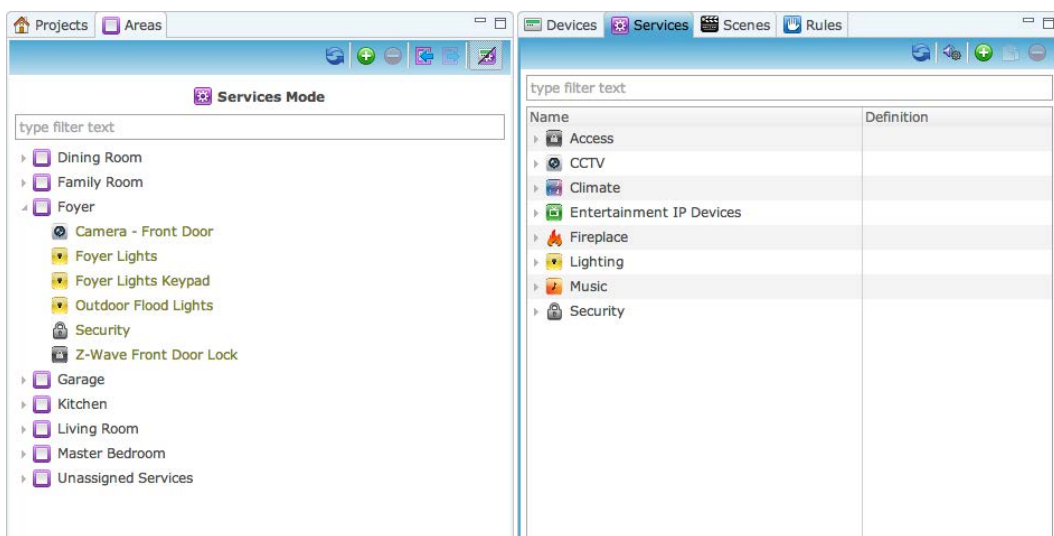 Projects Areas
Services Mode
type filter text
Dining Room
Family Room
Foyer
Camera - Front Door
Foyer Lights
Foyer Lights Keypad
Outdoor Flood Lights
Security
Z-Wave Front Door Lock
Garage
Kitchen
Living Room
Master Bedroom
Unassigned Services
Devices Services Scenes Rules
type filter text
Name Definition
Access
CCTV
Climate
Entertainment IP Devices
Fireplace
Lighting
Music
Security